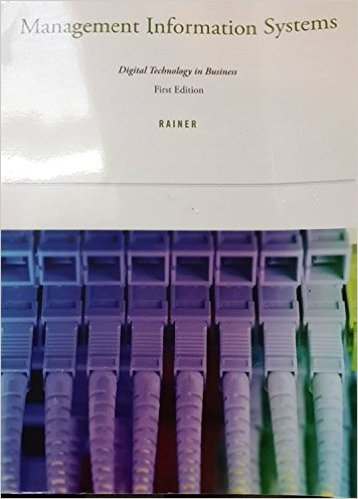 Management Information Systems
Digital Technology in Business
First Edition
RAINER